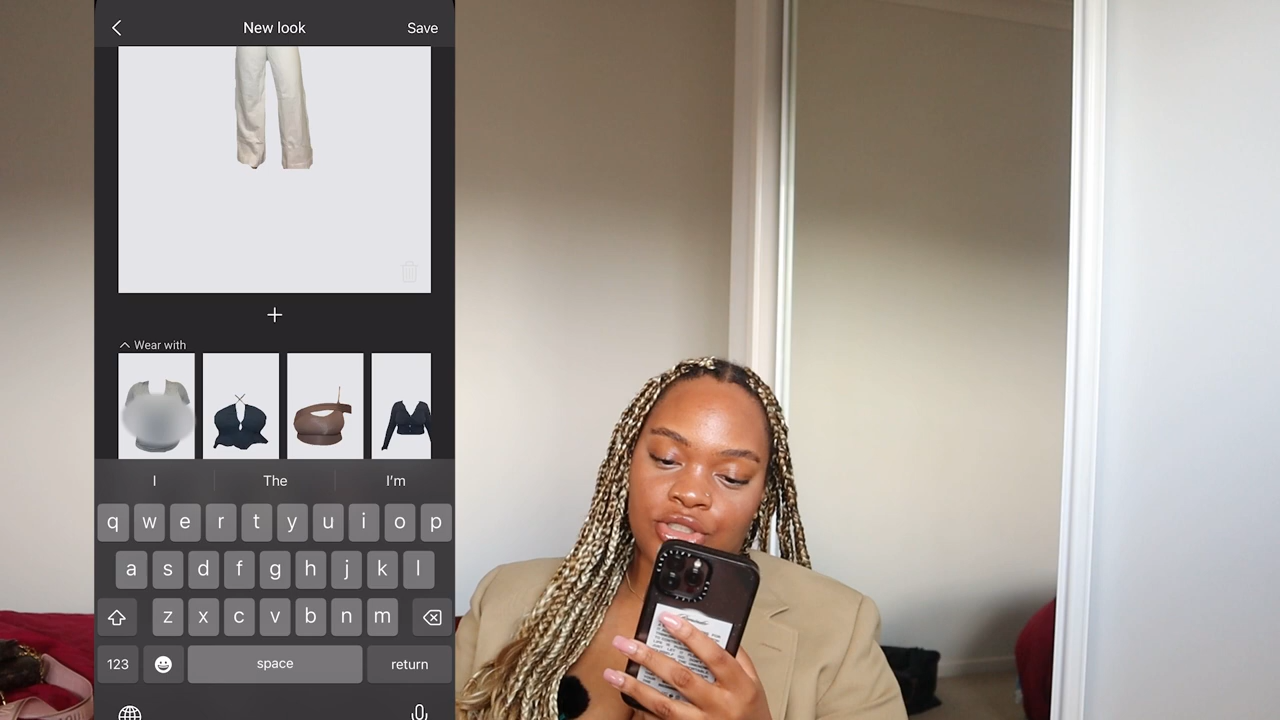 New look
Save
Wear with
I
The
I'm
q w e r t y u i o p
a s d f g h j k l
z x c v b n m
123
space
return